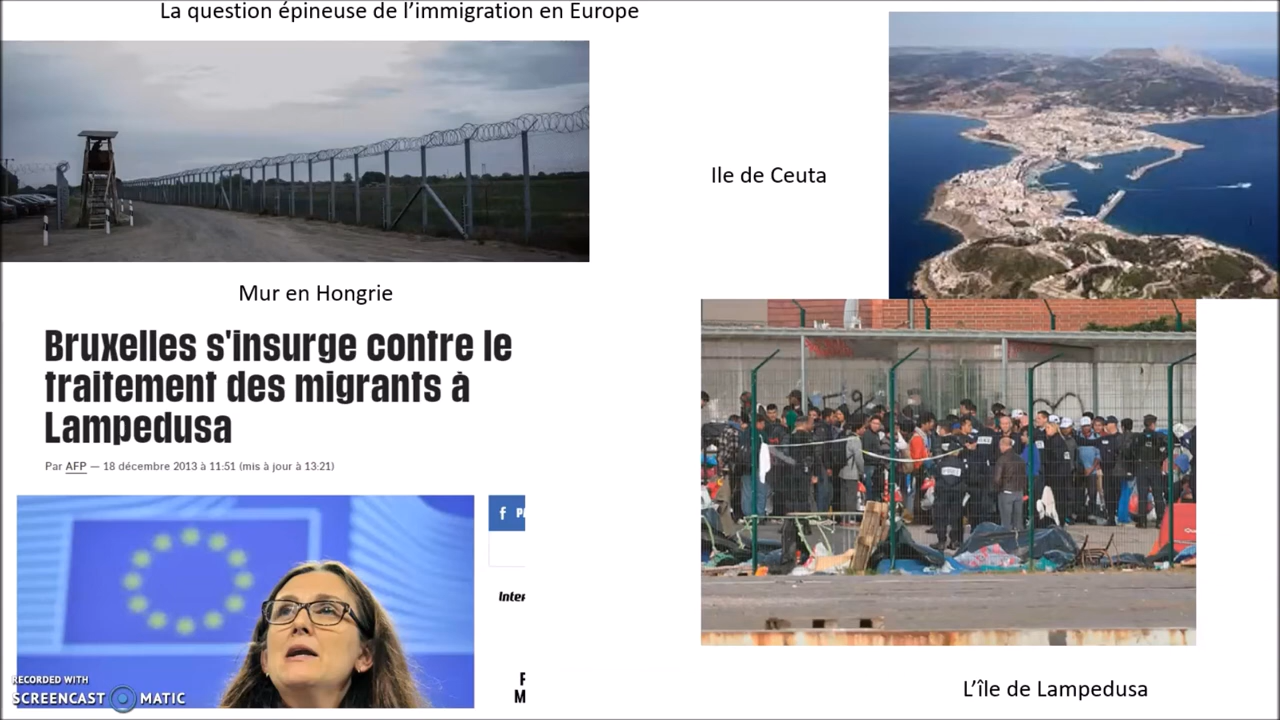 La question épineuse de l’immigration en Europe
Ile de Ceuta
Mur en Hongrie
Bruxelles s'insurge contre le
traitement des migrants à
Lampedusa
Par AFP — 18 décembre 2013 à 11:51 (mis à jour à 13:21)
f
L’île de Lampedusa
RECORDED WITH
SCREENCAST MATIC